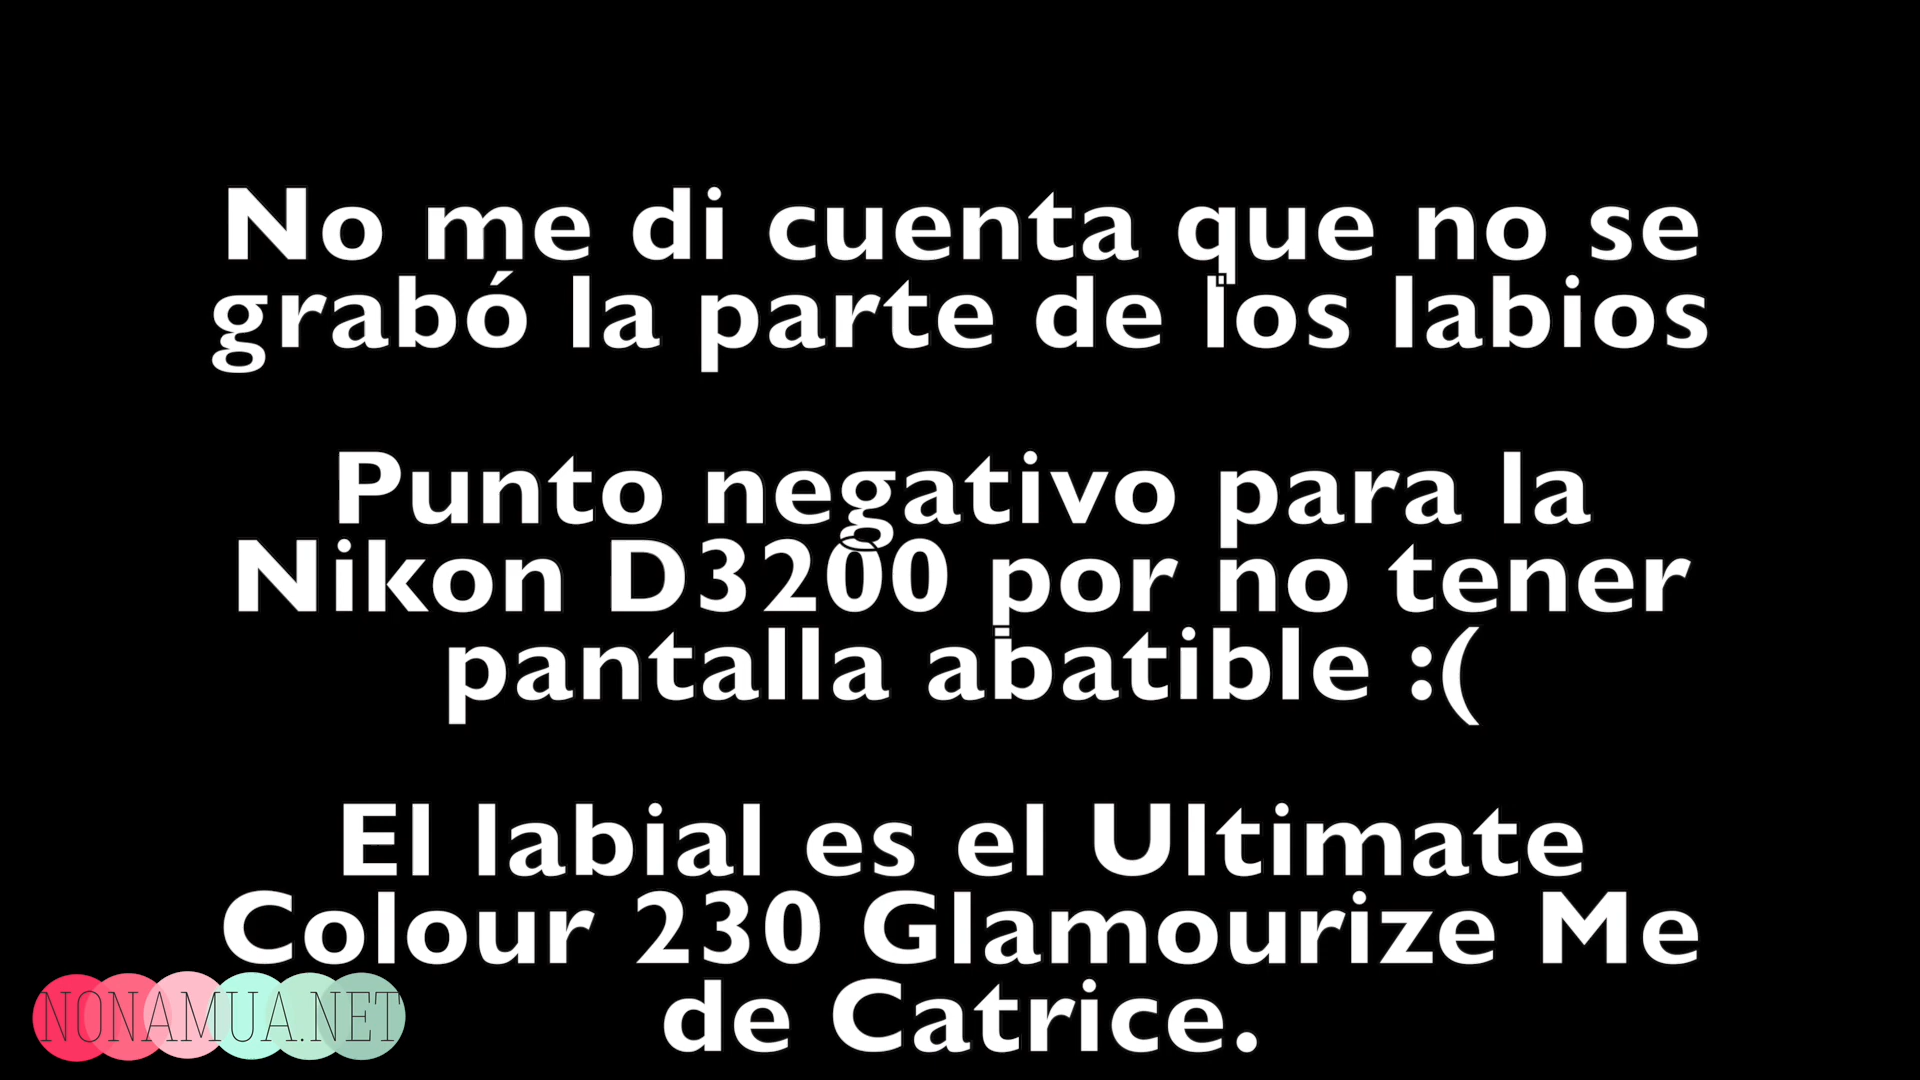 No me di cuenta que no se
grabó la parte de los labios
Punto negativo para la
Nikon D3200 por no tener
pantalla abatible :(
El labial es el Ultimate
Colour 230 Glamourize Me
de Catrice.
NONAMUA.NET